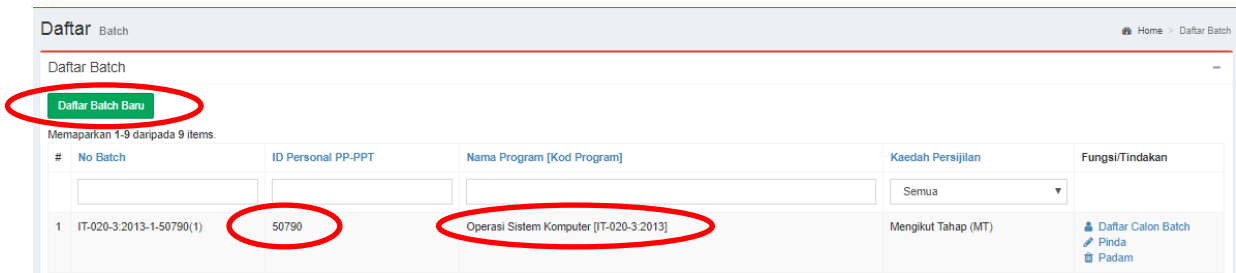 Daftar Batch
Home > Daftar Batch
Daftar Batch
Daftar Batch Baru
Memaparkan 1-9 daripada 9 items.
# No Batch ID Personal PP-PPT Nama Program [Kod Program] Kaedah Persijilan Fungsi/Tindakan
Semua
1 IT-020-3:2013-1-50790(1) 50790 Operasi Sistem Komputer [IT-020-3:2013] Mengikut Tahap (MT) Daftar Calon Batch
Pinda
Padam